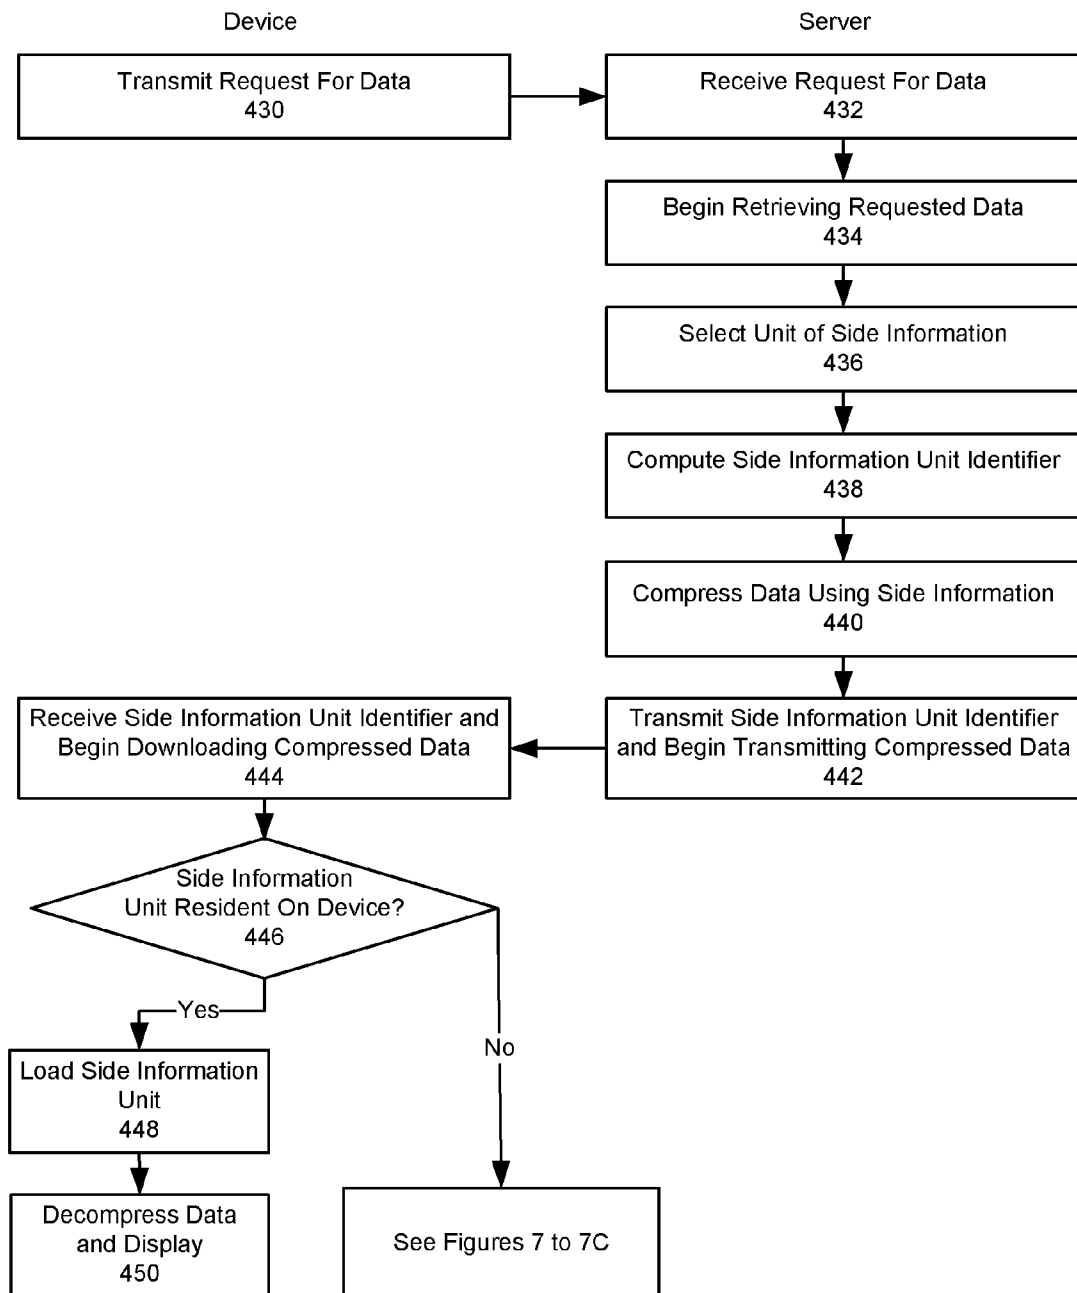 Device
Server
Transmit Request For Data
430
Receive Request For Data
432
Begin Retrieving Requested Data
434
Select Unit of Side Information
436
Compute Side Information Unit Identifier
438
Compress Data Using Side Information
440
Transmit Side Information Unit Identifier
and Begin Transmitting Compressed Data
442
Receive Side Information Unit Identifier and
Begin Downloading Compressed Data
444
Side Information
Unit Resident On Device?
446
Yes
No
Load Side Information
Unit
448
Decompress Data
and Display
450
See Figures 7 to 7C